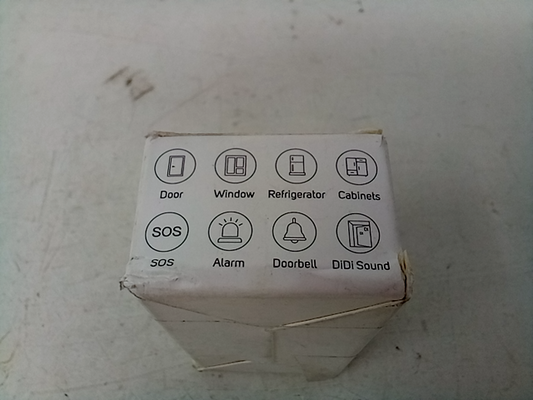 Door Window Refrigerator Cabinets
SOS
SOS Alarm Doorbell DiDi Sound